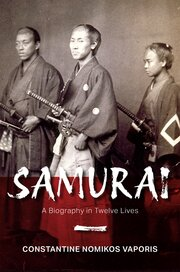 SAMURAI
A Biography in Twelve Lives
CONSTANTINE NOMIKOS VAPORIS